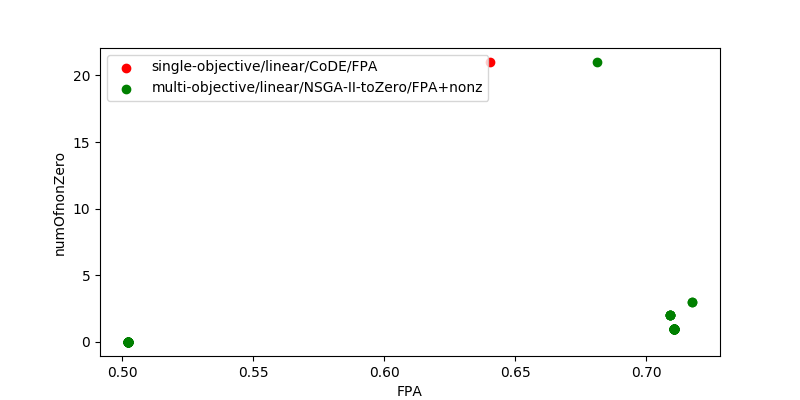 single-objective/linear/CoDE/FPA
multi-objective/linear/NSGA-II-toZero/FPA+nonz
20
15
10
5
0
numOfnonZero
0.50 0.55 0.60 0.65 0.70
FPA